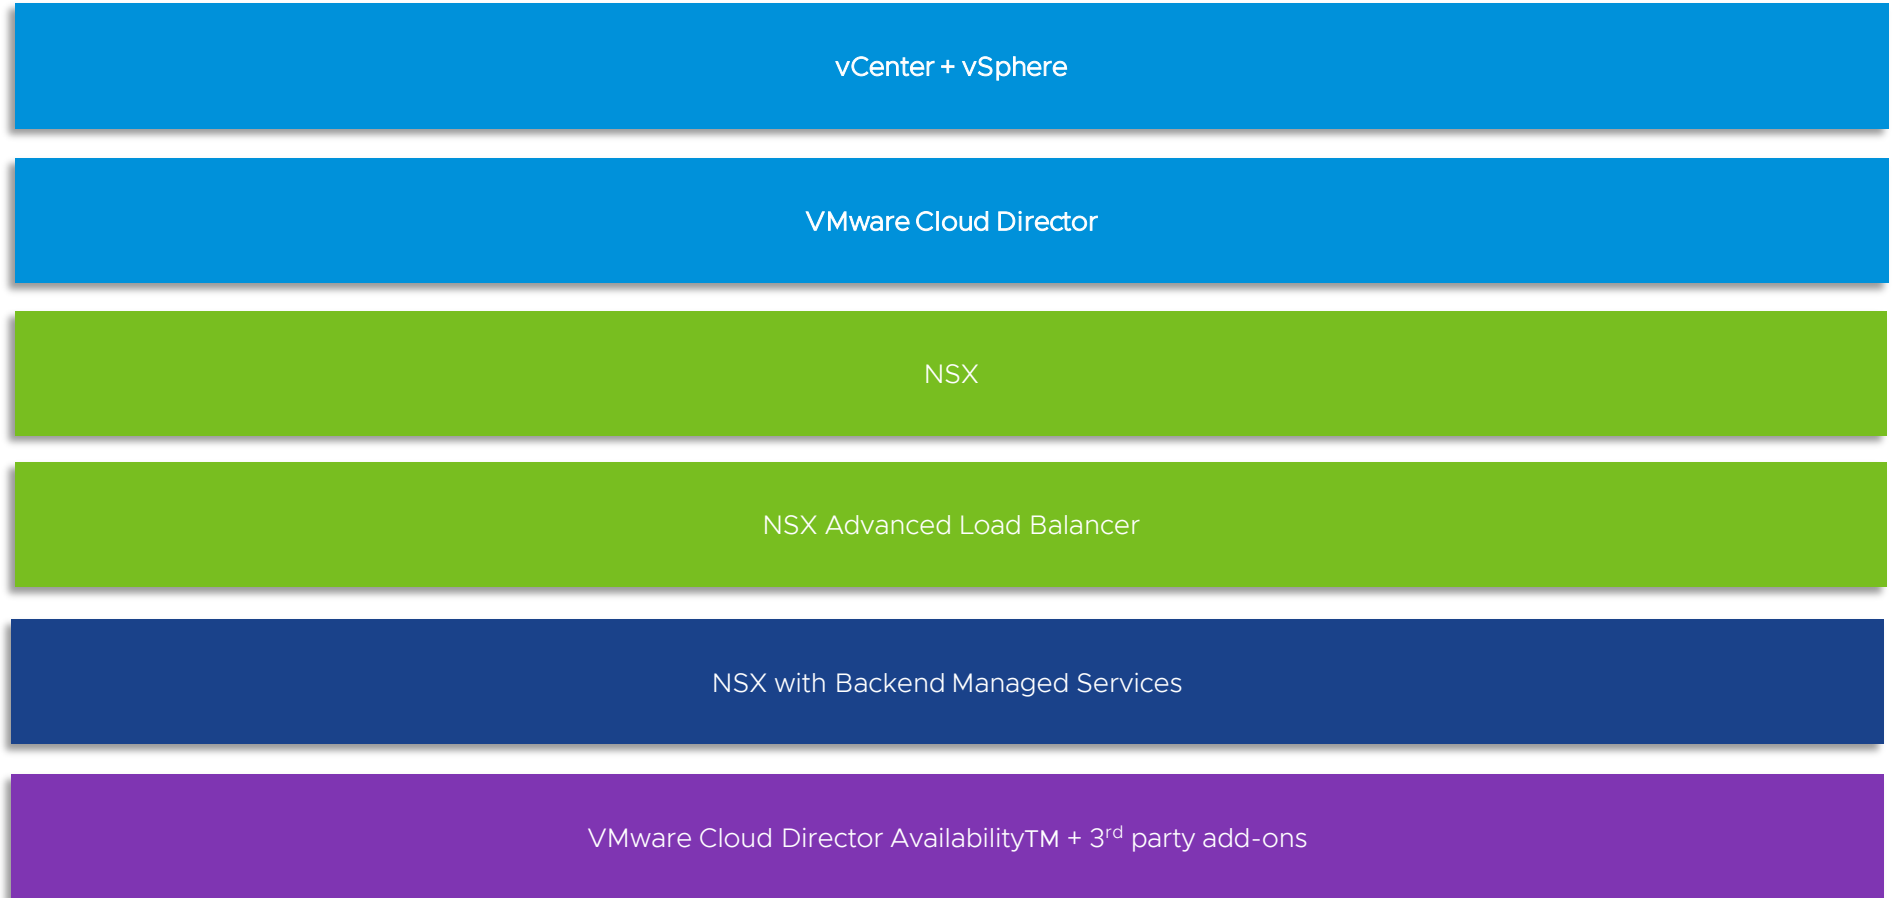 vCenter + vSphere
VMware Cloud Director
NSX
NSX Advanced Load Balancer
NSX with Backend Managed Services
VMware Cloud Director AvailabilityTM + 3rd party add-ons